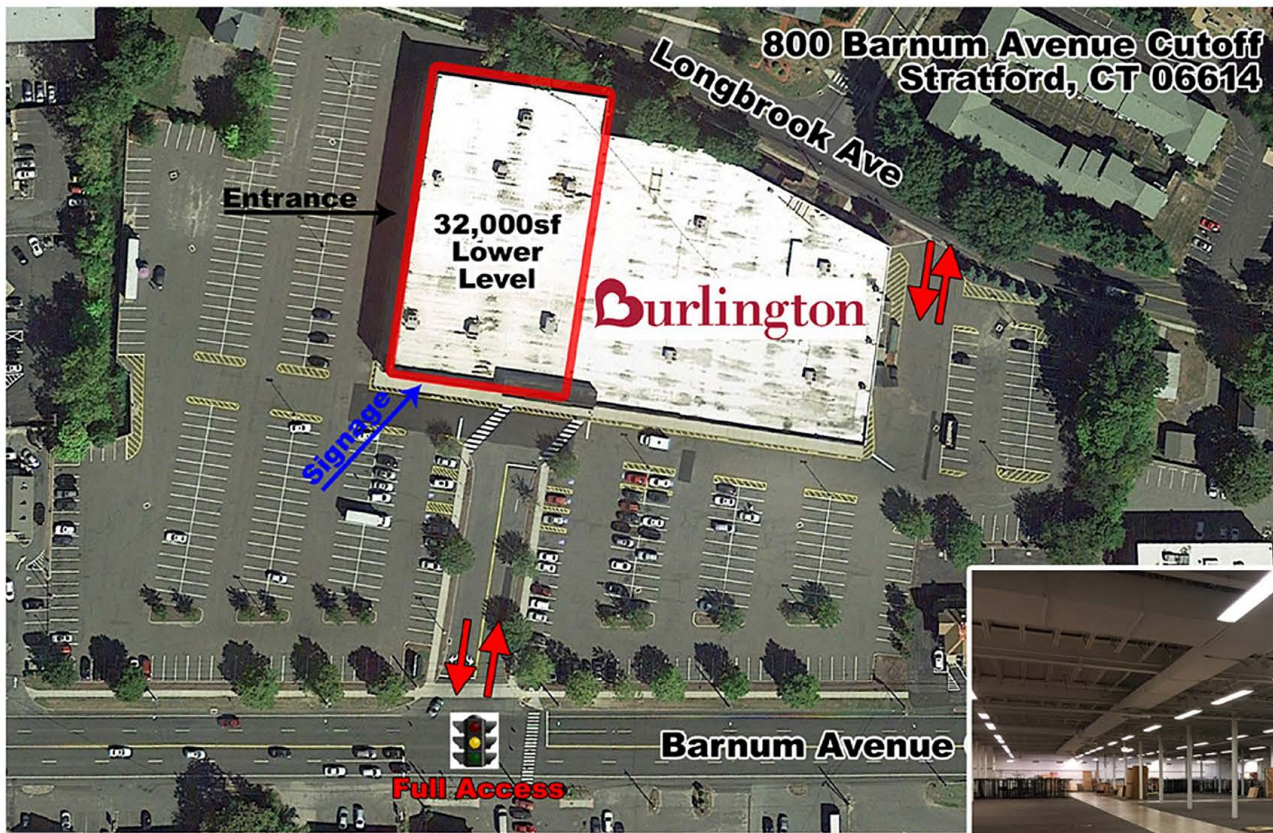 800 Barnum Avenue Cutoff
Stratford, CT 06614
Longbrook Ave
Entrance
32,000sf
Lower
Level
Burlington
Signage
Barnum Avenue
Full Access